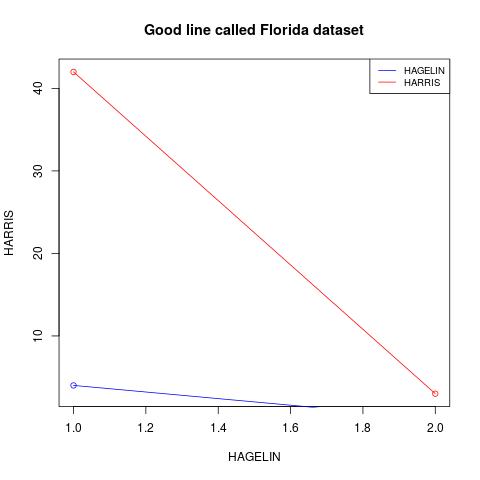 Good line called Florida dataset
HAGELIN
HARRIS
40
30
20
10
HARRIS
1.0 1.2 1.4 1.6 1.8 2.0
HAGELIN